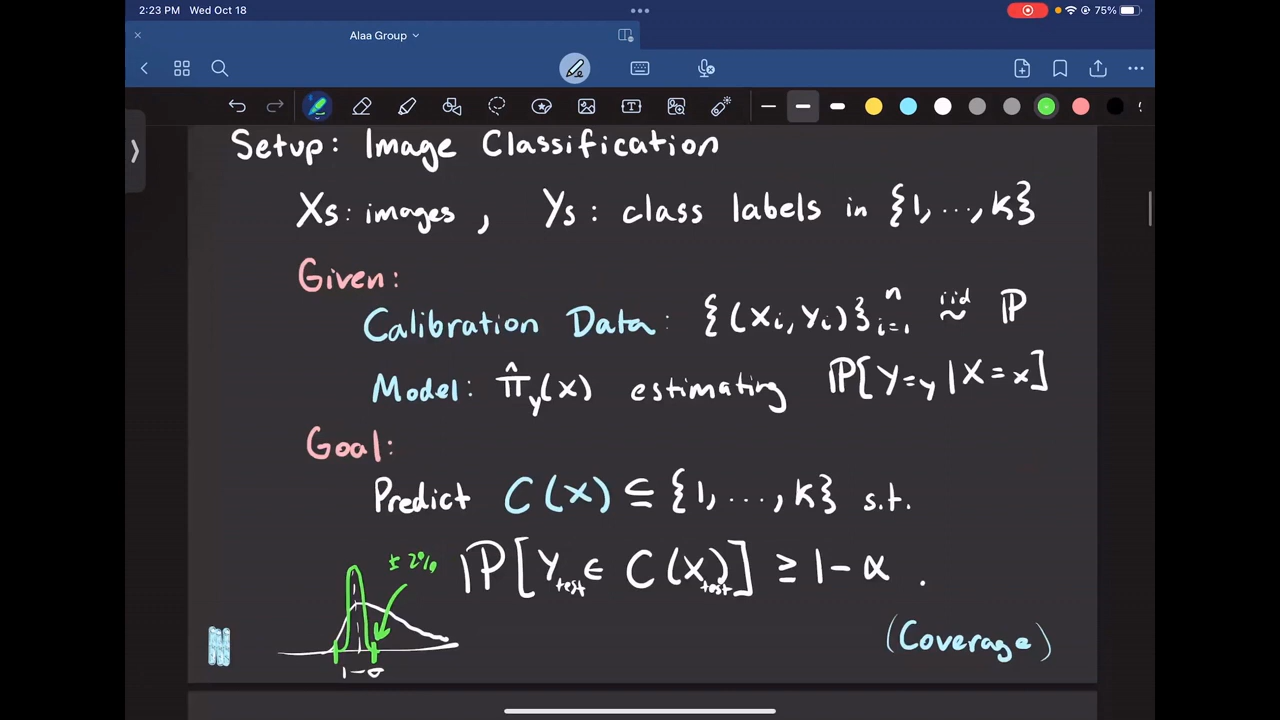 2:23 PM Wed Oct 18
75%
Alaa Group
Setup: Image Classification
Xs: images, Ys: class labels in {1, ..., K}
Given:
Calibration Data: {(Xi, Yi)}ⁿᵢ₌₁ iid ~ ℙ
Model: π̂y(x) estimating ℙ[Y=y | X=x]
Goal:
Predict C(x) ⊆ {1, ..., K} s.t.
± 2%
ℙ[Ytest ∈ C(Xtest)] ≥ 1-α.
(Coverage)